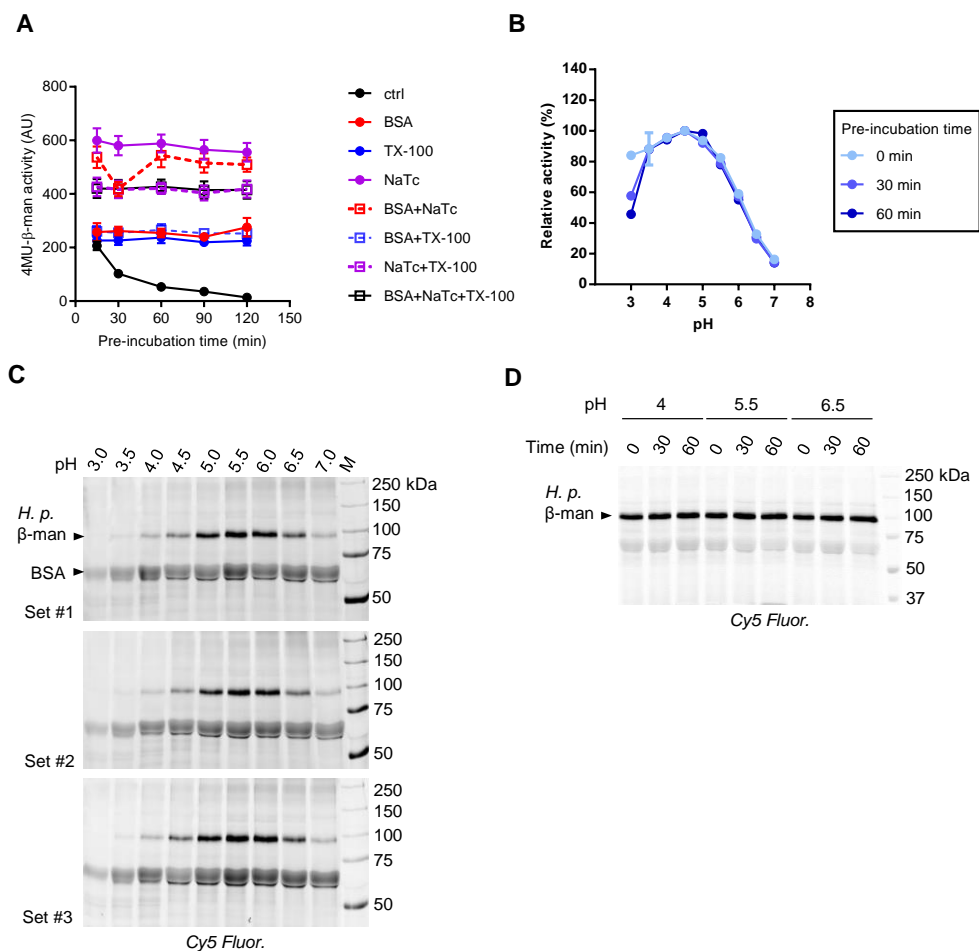 A
4MU-β-man activity (AU)
800
600
400
200
0
0 30 60 90 120 150
Pre-incubation time (min)
ctrl
BSA
TX-100
NaTc
BSA+NaTc
BSA+TX-100
NaTc+TX-100
BSA+NaTc+TX-100
B
Relative activity (%)
140
120
100
80
60
40
20
0
3 4 5 6 7 8
pH
Pre-incubation time
0 min
30 min
60 min
C
pH 3.0 3.5 4.0 4.5 5.0 5.5 6.0 6.5 7.0 M
H. p.
β-man
BSA
Set #1
250 kDa
150
100
75
50
Set #2
250
150
100
75
50
Set #3
250
150
100
75
50
Cy5 Fluor.
D
pH 4 5.5 6.5
Time (min) 0 30 60 0 30 60 0 30 60
H. p.
β-man
250 kDa
150
100
75
50
37
Cy5 Fluor.